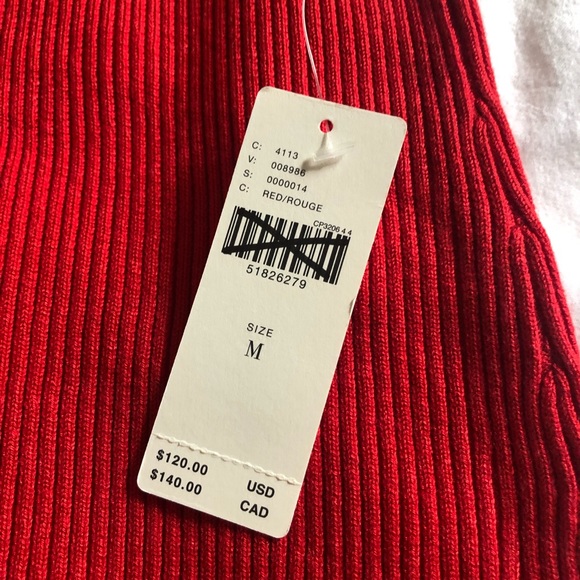 C: 4113
V: 008986
S: 0000014
C: RED/ROUGE
CP3206 4 4
51826279
SIZE
M
$120.00 USD
$140.00 CAD